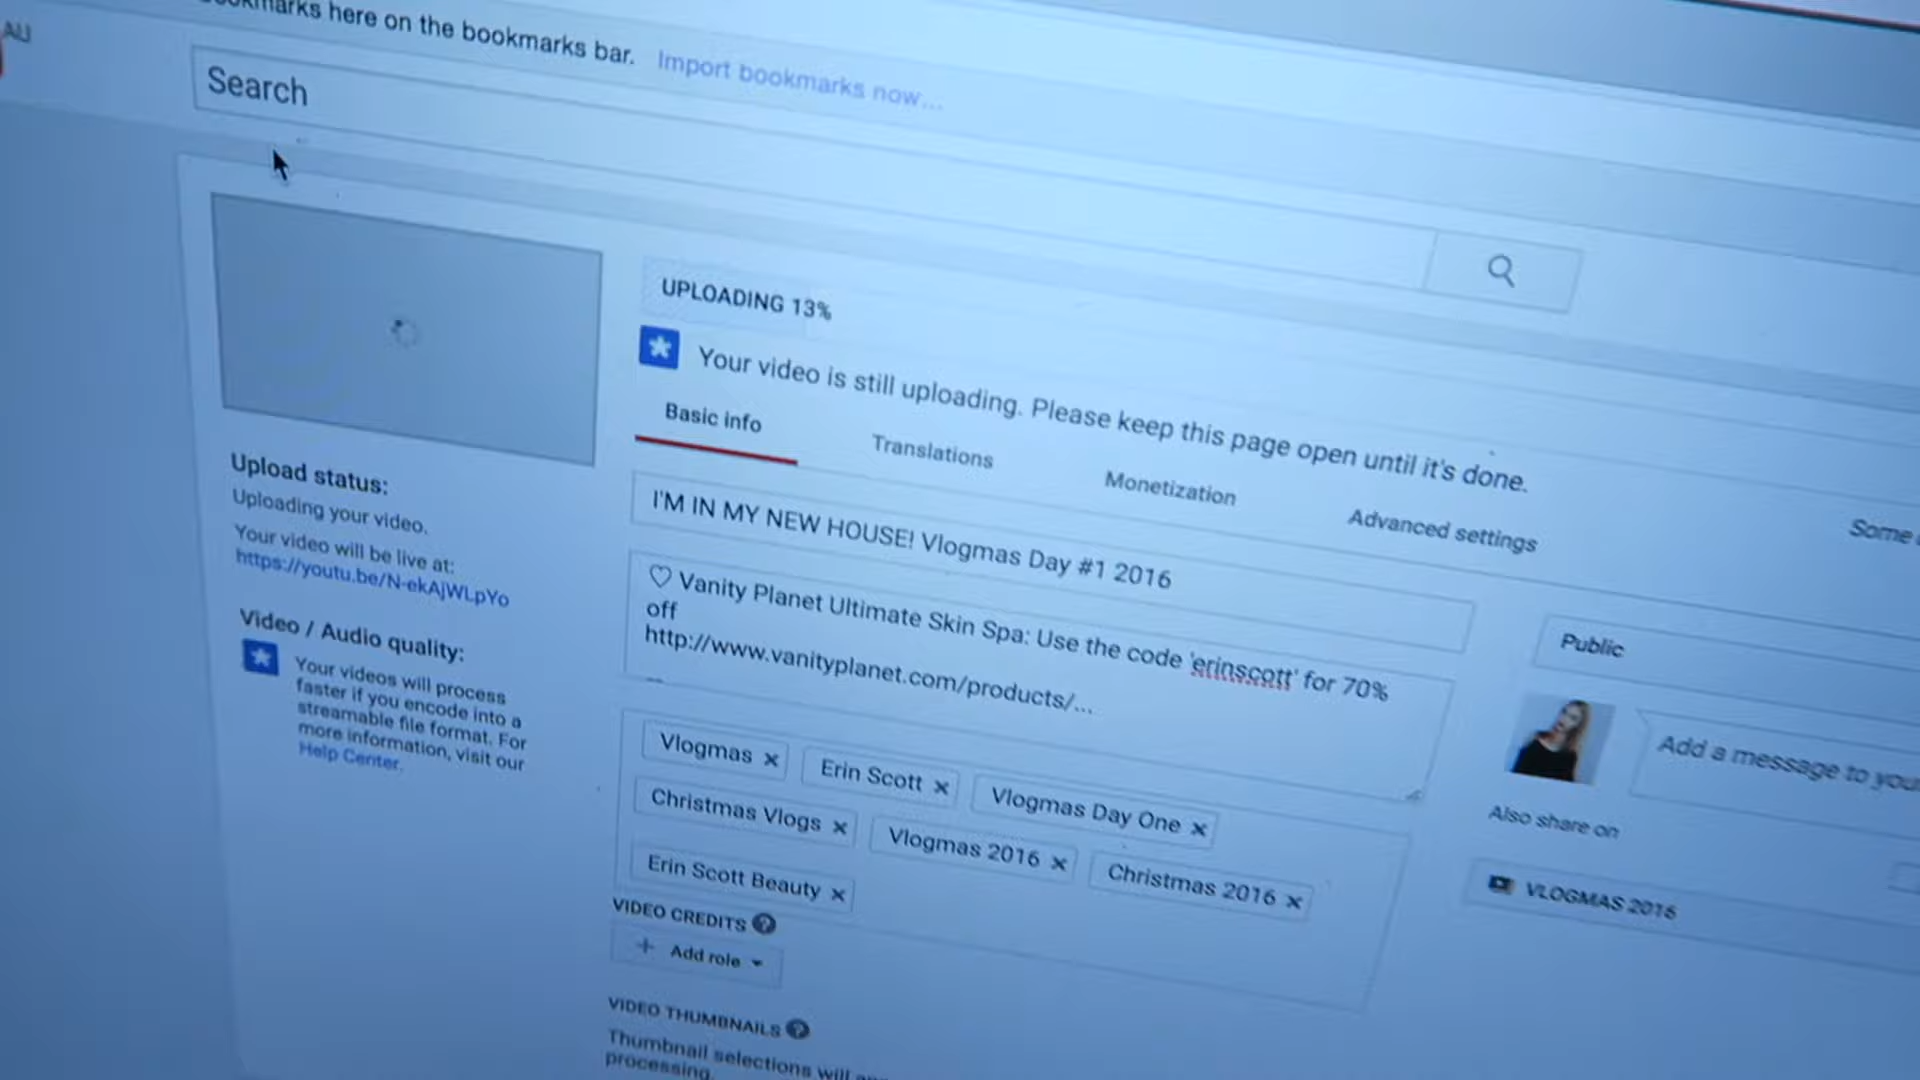 here on the bookmarks bar. Import bookmarks now...
AU
Search
UPLOADING 13%
Your video is still uploading. Please keep this page open until it's done.
Basic info
Translations
Monetization
Advanced settings
Some
I'M IN MY NEW HOUSE! Vlogmas Day #1 2016
♡ Vanity Planet Ultimate Skin Spa: Use the code 'erinscott' for 70%
off
http://www.vanityplanet.com/products/...
Vlogmas × Erin Scott × Vlogmas Day One ×
Christmas Vlogs × Vlogmas 2016 × Christmas 2016 ×
Erin Scott Beauty ×
VIDEO CREDITS ?
+ Add role
VIDEO THUMBNAILS ?
Thumbnail selections will
processing.
Upload status:
Uploading your video.
Your video will be live at:
https://youtu.be/N-ekAjWLpYo
Video / Audio quality:
Your videos will process
faster if you encode into a
streamable file format. For
more information, visit our
Help Center.
Public
Add a message to your
Also share on
VLOGMAS 2016